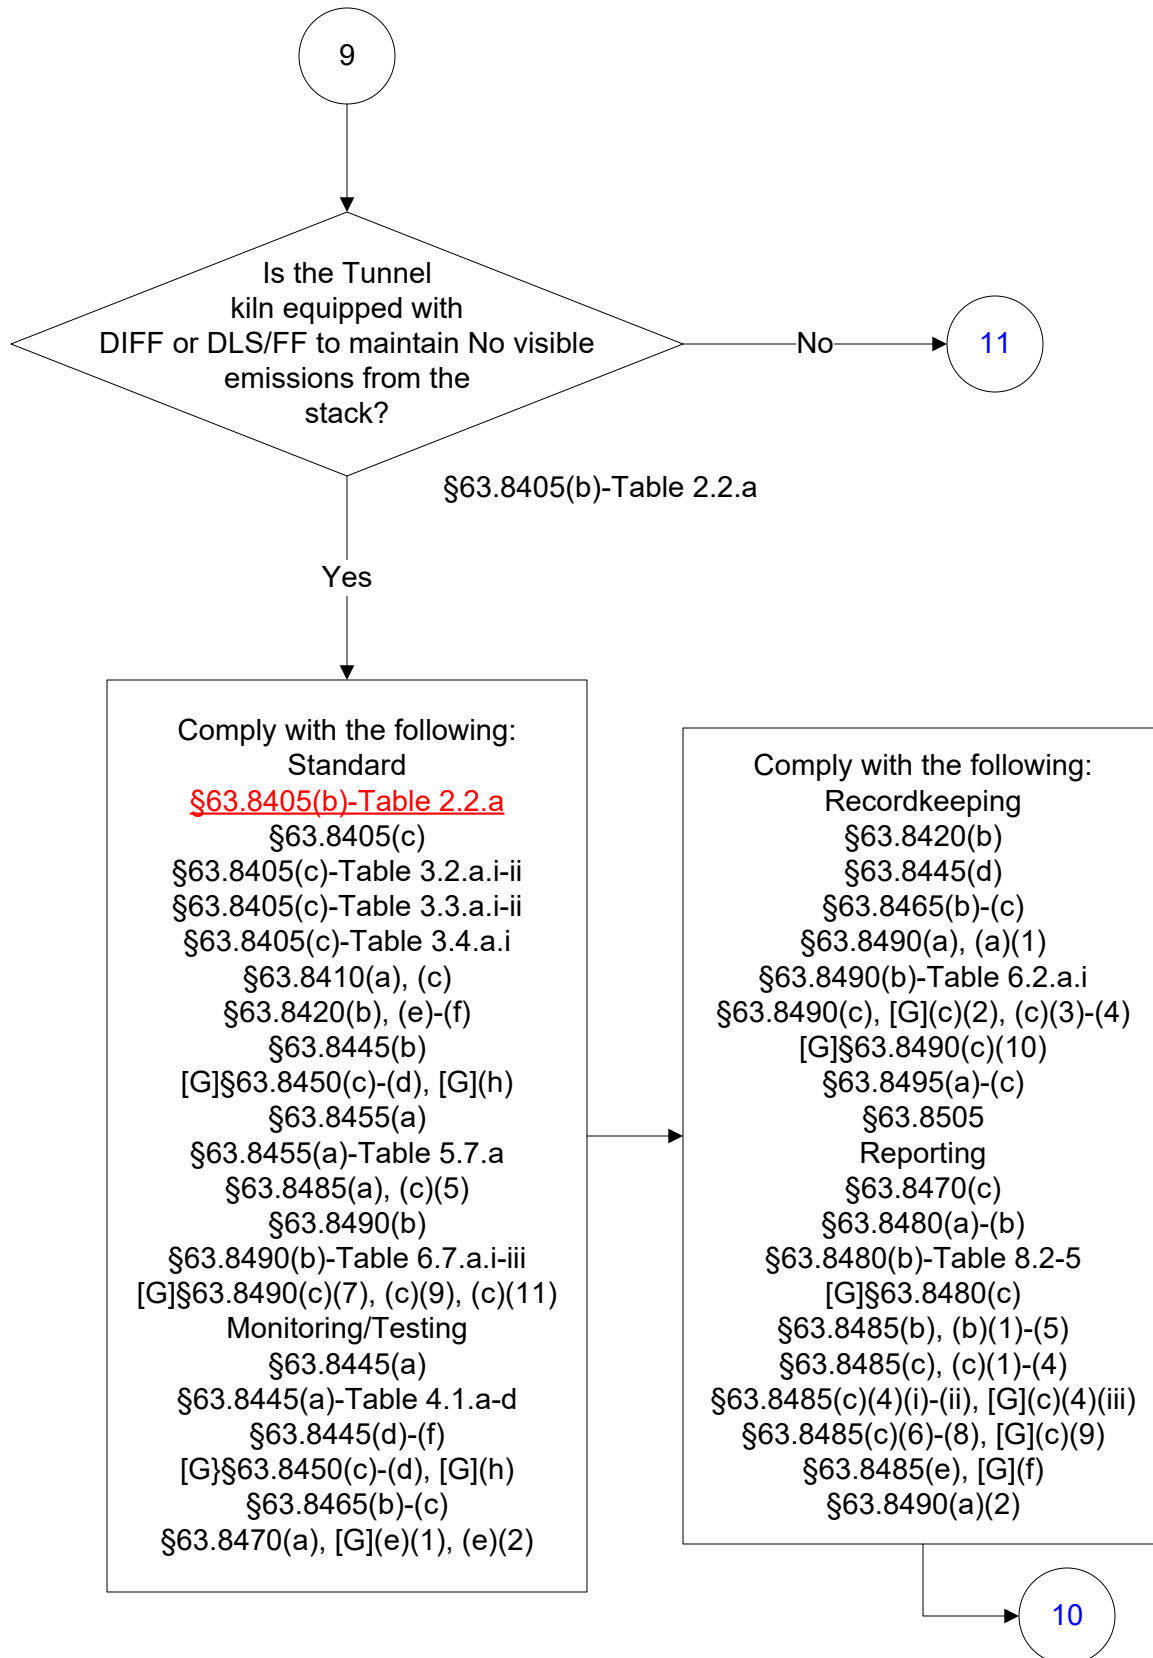 9
Is the Tunnel
kiln equipped with
DIFF or DLS/FF to maintain No visible
emissions from the
stack?
No
11
§63.8405(b)-Table 2.2.a
Yes
Comply with the following:
Standard
§63.8405(b)-Table 2.2.a
§63.8405(c)
§63.8405(c)-Table 3.2.a.i-ii
§63.8405(c)-Table 3.3.a.i-ii
§63.8405(c)-Table 3.4.a.i
§63.8410(a), (c)
§63.8420(b), (e)-(f)
§63.8445(b)
[G]§63.8450(c)-(d), [G](h)
§63.8455(a)
§63.8455(a)-Table 5.7.a
§63.8485(a), (c)(5)
§63.8490(b)
§63.8490(b)-Table 6.7.a.i-iii
[G]§63.8490(c)(7), (c)(9), (c)(11)
Monitoring/Testing
§63.8445(a)
§63.8445(a)-Table 4.1.a-d
§63.8445(d)-(f)
[G}§63.8450(c)-(d), [G](h)
§63.8465(b)-(c)
§63.8470(a), [G](e)(1), (e)(2)
Comply with the following:
Recordkeeping
§63.8420(b)
§63.8445(d)
§63.8465(b)-(c)
§63.8490(a), (a)(1)
§63.8490(b)-Table 6.2.a.i
§63.8490(c), [G](c)(2), (c)(3)-(4)
[G]§63.8490(c)(10)
§63.8495(a)-(c)
§63.8505
Reporting
§63.8470(c)
§63.8480(a)-(b)
§63.8480(b)-Table 8.2-5
[G]§63.8480(c)
§63.8485(b), (b)(1)-(5)
§63.8485(c), (c)(1)-(4)
§63.8485(c)(4)(i)-(ii), [G](c)(4)(iii)
§63.8485(c)(6)-(8), [G](c)(9)
§63.8485(e), [G](f)
§63.8490(a)(2)
10